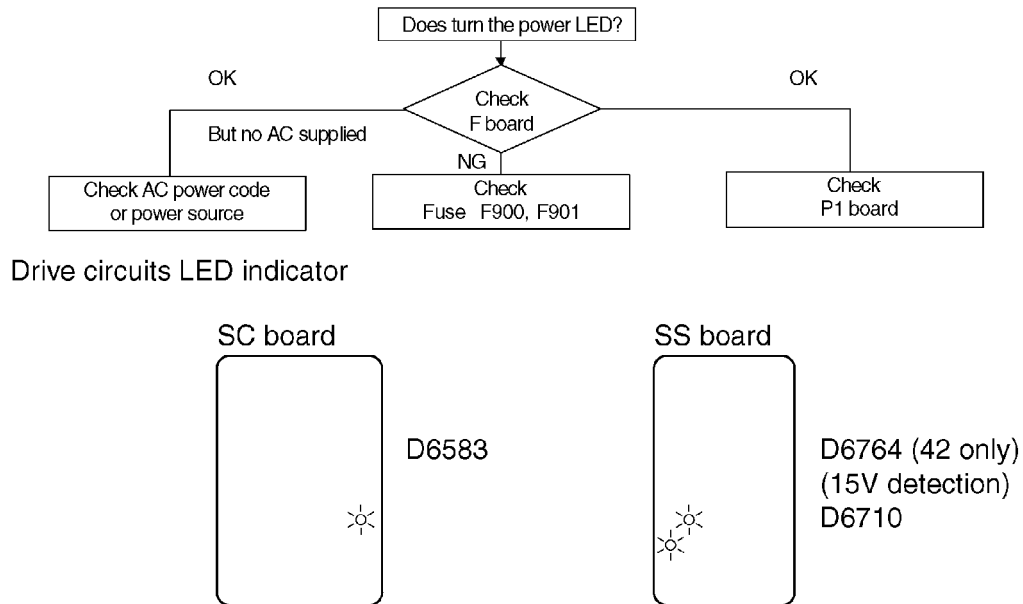 Does turn the power LED?
OK
OK
Check
F board
But no AC supplied
NG
Check AC power code
or power source
Check
Fuse F900, F901
Check
P1 board
Drive circuits LED indicator
SC board
SS board
D6583
D6764 (42 only)
(15V detection)
D6710